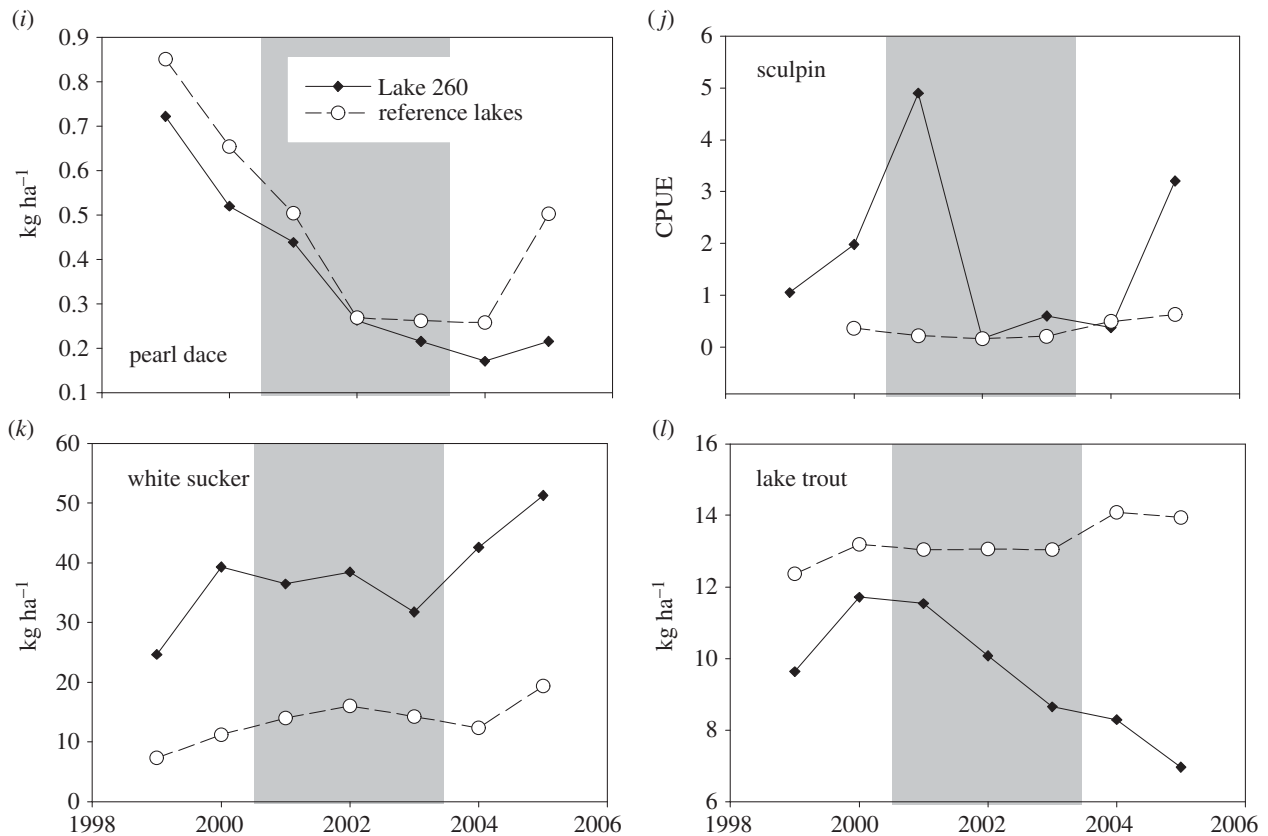 (i)
0.9
0.8
0.7
0.6
0.5
0.4
0.3
0.2
0.1
kg ha⁻¹
Lake 260
reference lakes
pearl dace
(j)
6
5
4
3
2
1
0
CPUE
sculpin
(k)
60
50
40
30
20
10
0
kg ha⁻¹
white sucker
1998 2000 2002 2004 2006
(l)
16
14
12
10
8
6
kg ha⁻¹
lake trout
1998 2000 2002 2004 2006